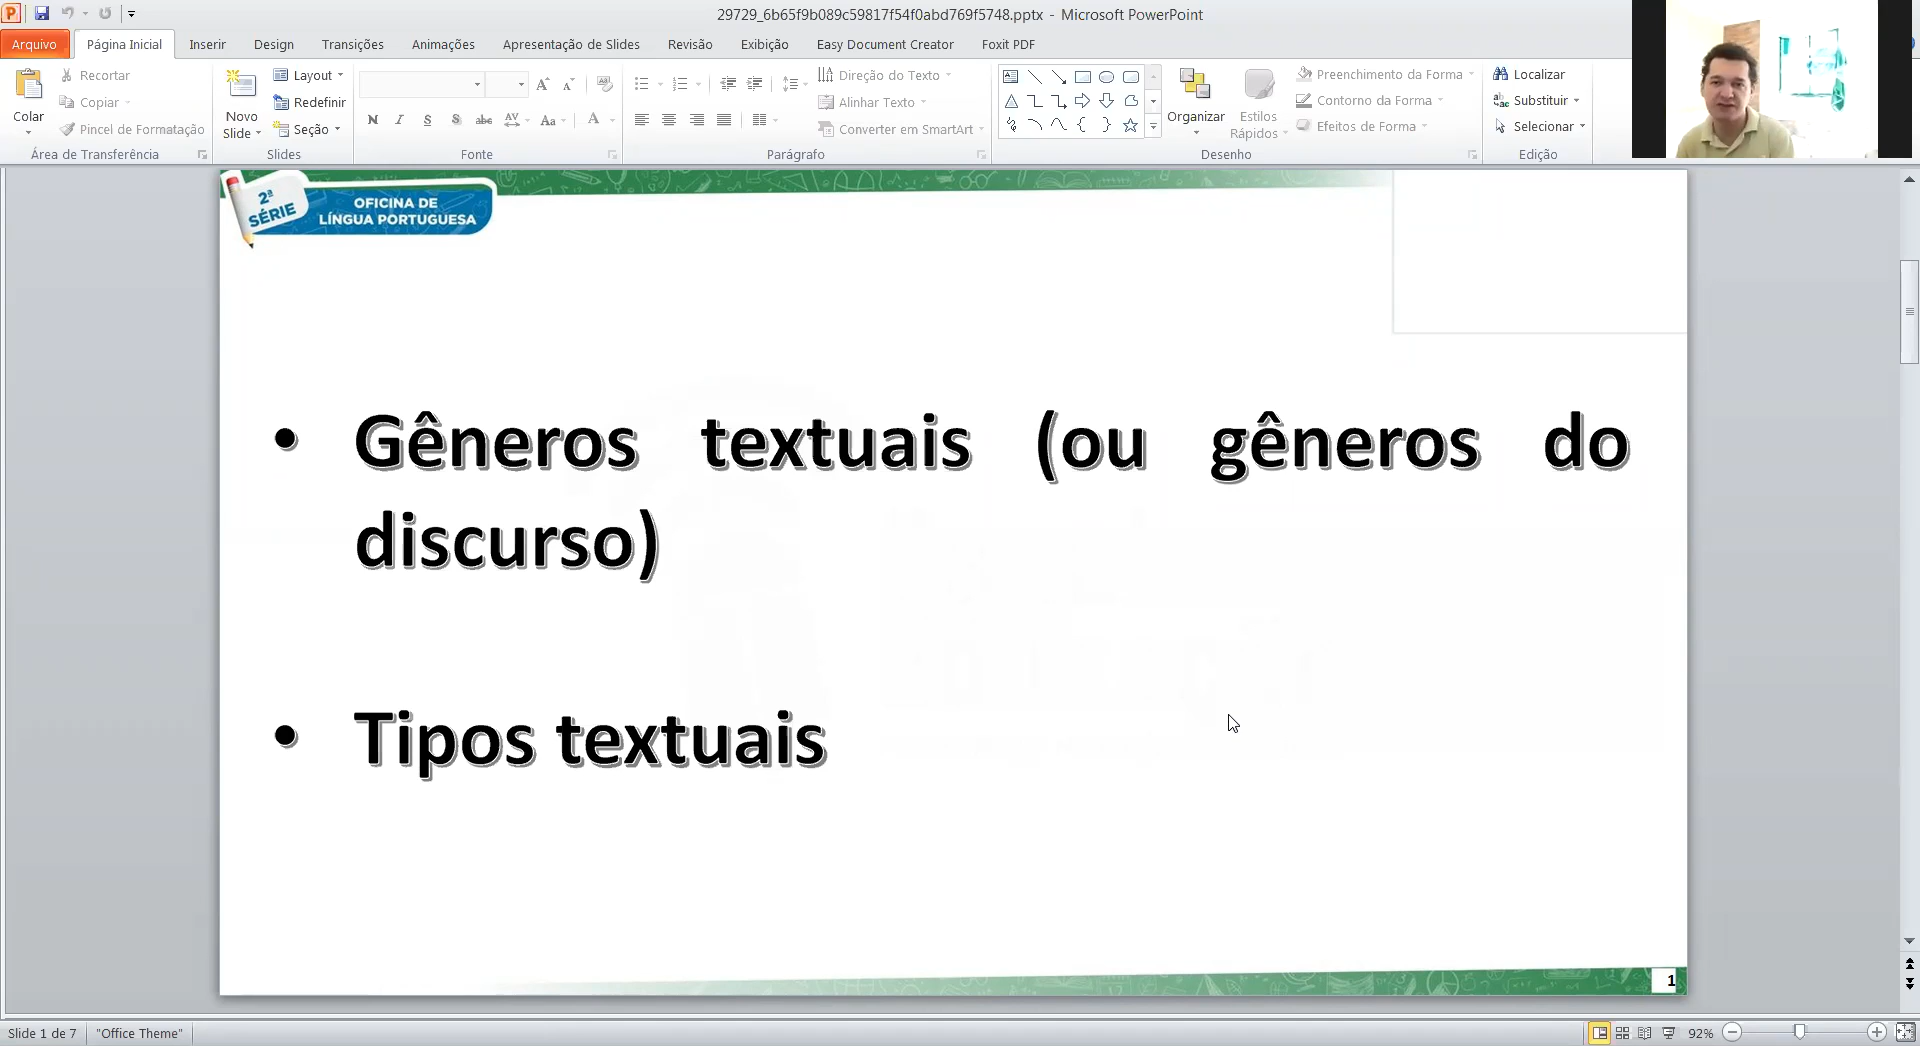 29729_6b65f9b089c59817f54f0abd769f5748.pptx - Microsoft PowerPoint
Arquivo Página Inicial Inserir Design Transições Animações Apresentação de Slides Revisão Exibição Easy Document Creator Foxit PDF
Colar
Recortar
Copiar
Pincel de Formatação
Área de Transferência
Novo
Slide
Layout
Redefinir
Seção
Slides
N I S S abc AV Aa A
Fonte
Direção do Texto
Alinhar Texto
Converter em SmartArt
Parágrafo
Organizar
Estilos
Rápidos
Preenchimento da Forma
Contorno da Forma
Efeitos de Forma
Desenho
Localizar
Substituir
Selecionar
Edição
2ª
SÉRIE
OFICINA DE
LÍNGUA PORTUGUESA
• Gêneros textuais (ou gêneros do
discurso)
• Tipos textuais
1
Slide 1 de 7 "Office Theme" 92%